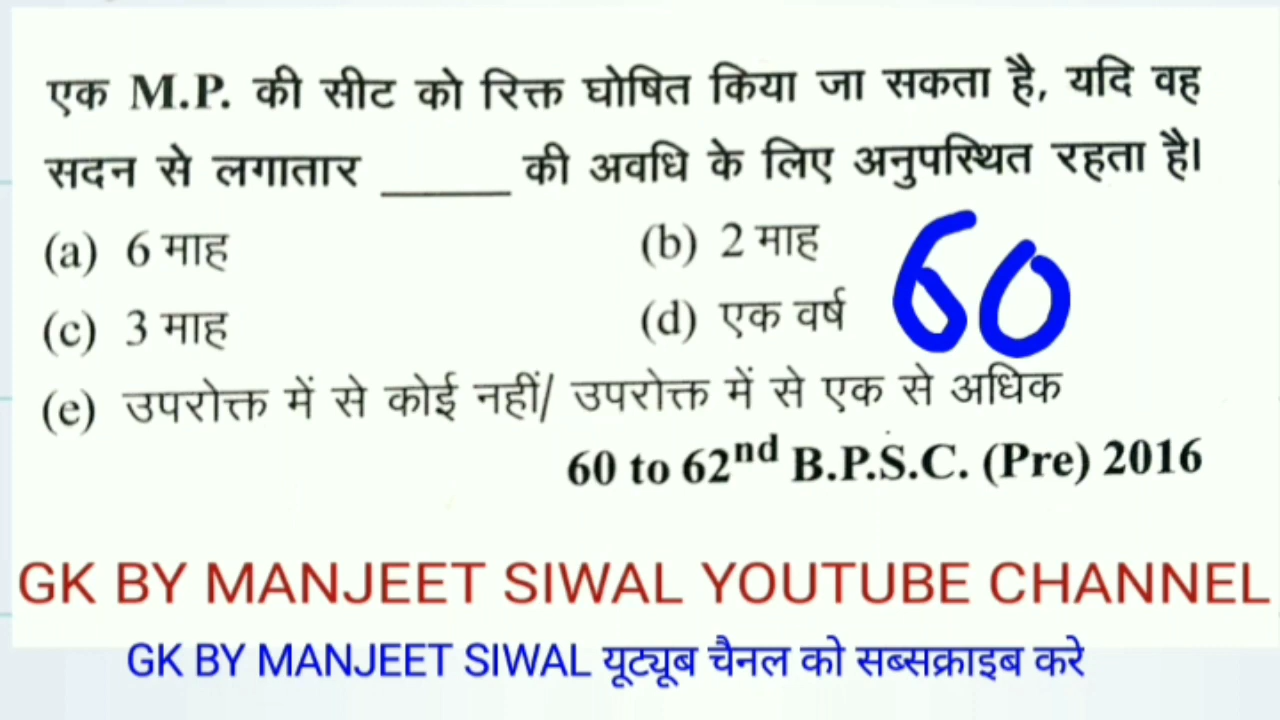 एक M.P. की सीट को रिक्त घोषित किया जा सकता है, यदि वह
सदन से लगातार ______ की अवधि के लिए अनुपस्थित रहता है।
(a) 6 माह (b) 2 माह
(c) 3 माह (d) एक वर्ष 60
(e) उपरोक्त में से कोई नहीं/ उपरोक्त में से एक से अधिक
60 to 62nd B.P.S.C. (Pre) 2016
GK BY MANJEET SIWAL YOUTUBE CHANNEL
GK BY MANJEET SIWAL यूट्यूब चैनल को सब्सक्राइब करे